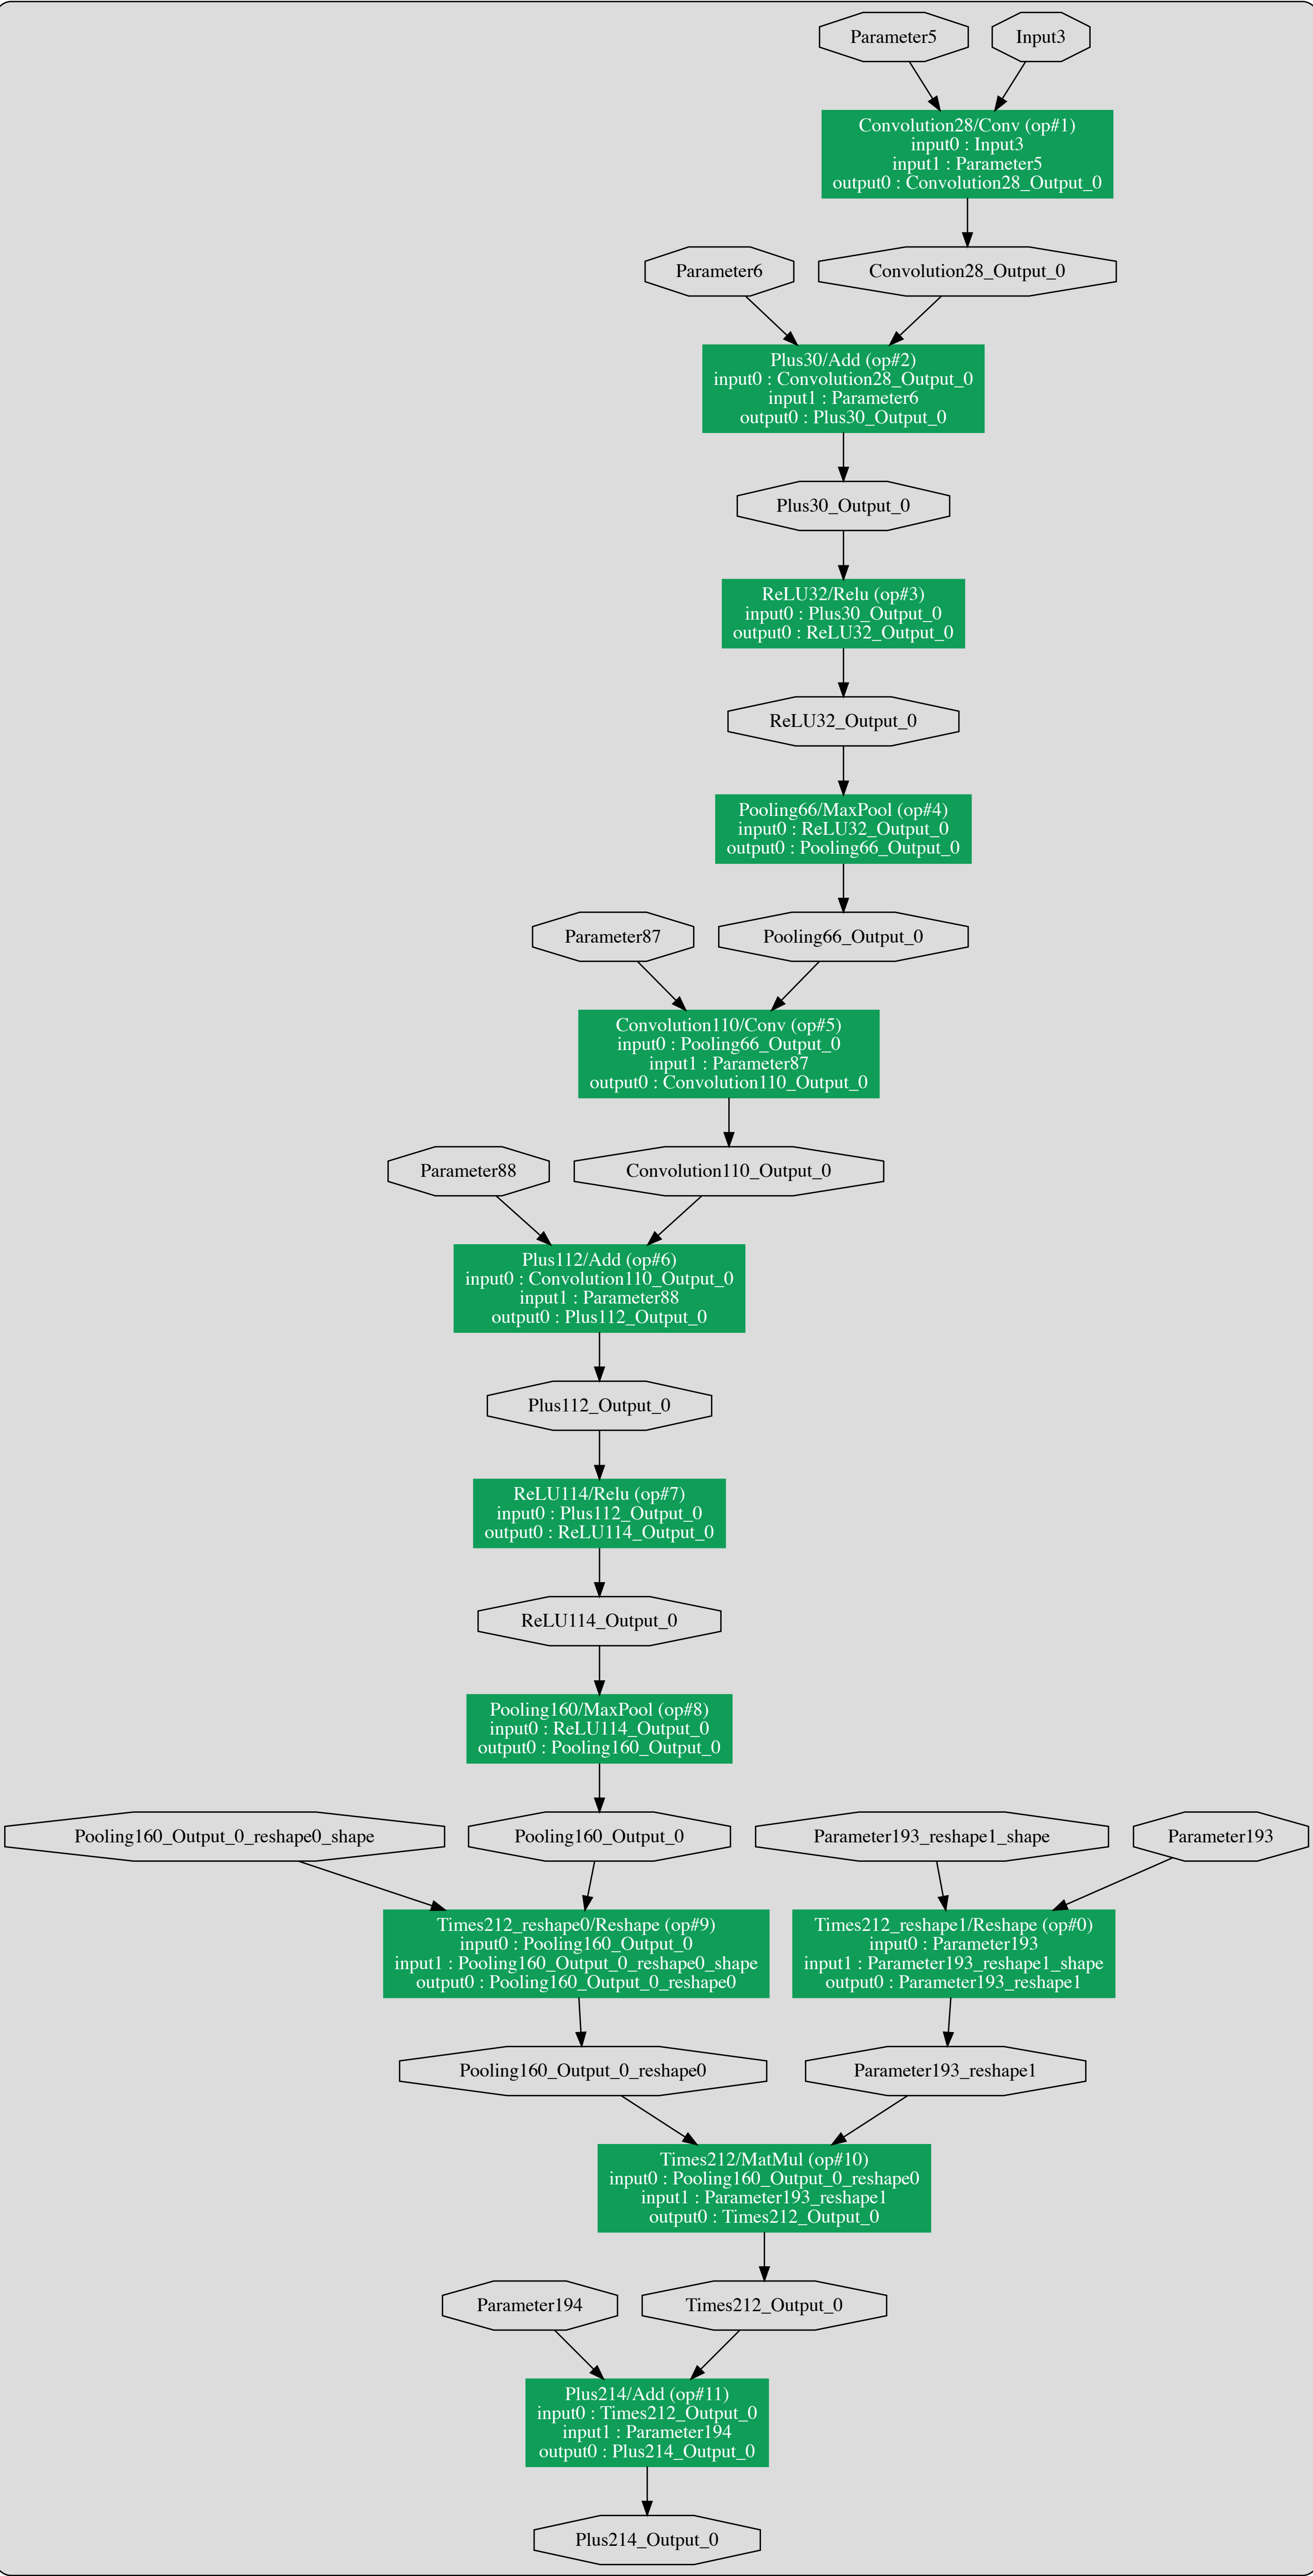 Parameter5
Input3
Convolution28/Conv (op#1)
input0 : Input3
input1 : Parameter5
output0 : Convolution28_Output_0
Parameter6
Convolution28_Output_0
Plus30/Add (op#2)
input0 : Convolution28_Output_0
input1 : Parameter6
output0 : Plus30_Output_0
Plus30_Output_0
ReLU32/Relu (op#3)
input0 : Plus30_Output_0
output0 : ReLU32_Output_0
ReLU32_Output_0
Pooling66/MaxPool (op#4)
input0 : ReLU32_Output_0
output0 : Pooling66_Output_0
Parameter87
Pooling66_Output_0
Convolution110/Conv (op#5)
input0 : Pooling66_Output_0
input1 : Parameter87
output0 : Convolution110_Output_0
Parameter88
Convolution110_Output_0
Plus112/Add (op#6)
input0 : Convolution110_Output_0
input1 : Parameter88
output0 : Plus112_Output_0
Plus112_Output_0
ReLU114/Relu (op#7)
input0 : Plus112_Output_0
output0 : ReLU114_Output_0
ReLU114_Output_0
Pooling160/MaxPool (op#8)
input0 : ReLU114_Output_0
output0 : Pooling160_Output_0
Pooling160_Output_0_reshape0_shape
Pooling160_Output_0
Parameter193_reshape1_shape
Parameter193
Times212_reshape0/Reshape (op#9)
input0 : Pooling160_Output_0
input1 : Pooling160_Output_0_reshape0_shape
output0 : Pooling160_Output_0_reshape0
Times212_reshape1/Reshape (op#0)
input0 : Parameter193
input1 : Parameter193_reshape1_shape
output0 : Parameter193_reshape1
Pooling160_Output_0_reshape0
Parameter193_reshape1
Times212/MatMul (op#10)
input0 : Pooling160_Output_0_reshape0
input1 : Parameter193_reshape1
output0 : Times212_Output_0
Parameter194
Times212_Output_0
Plus214/Add (op#11)
input0 : Times212_Output_0
input1 : Parameter194
output0 : Plus214_Output_0
Plus214_Output_0